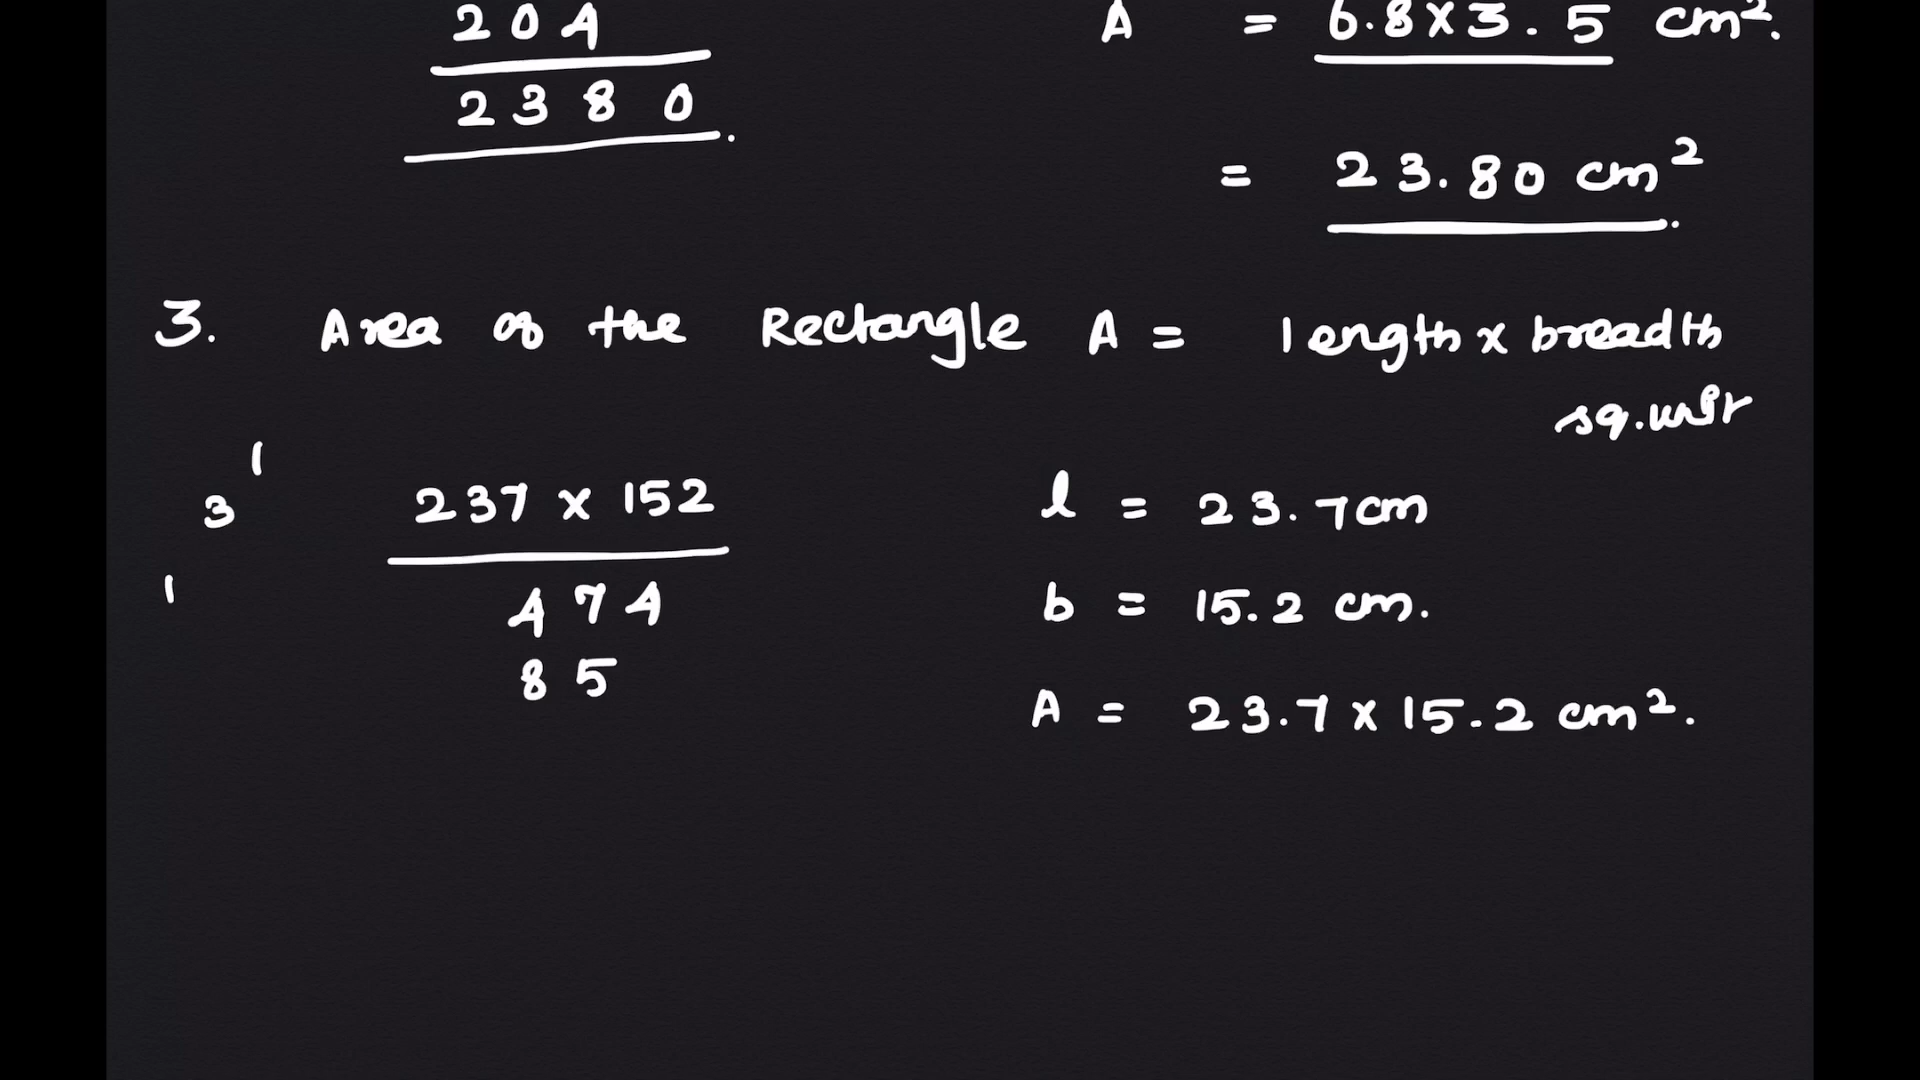 204
A = 6.8 x 3.5 cm².
2380
= 23.80 cm².
3. Area of the Rectangle A = length x breadth
sq.unit
1
3 237 x 152
l = 23.7cm
1 474
b = 15.2 cm.
85
A = 23.7 x 15.2 cm².